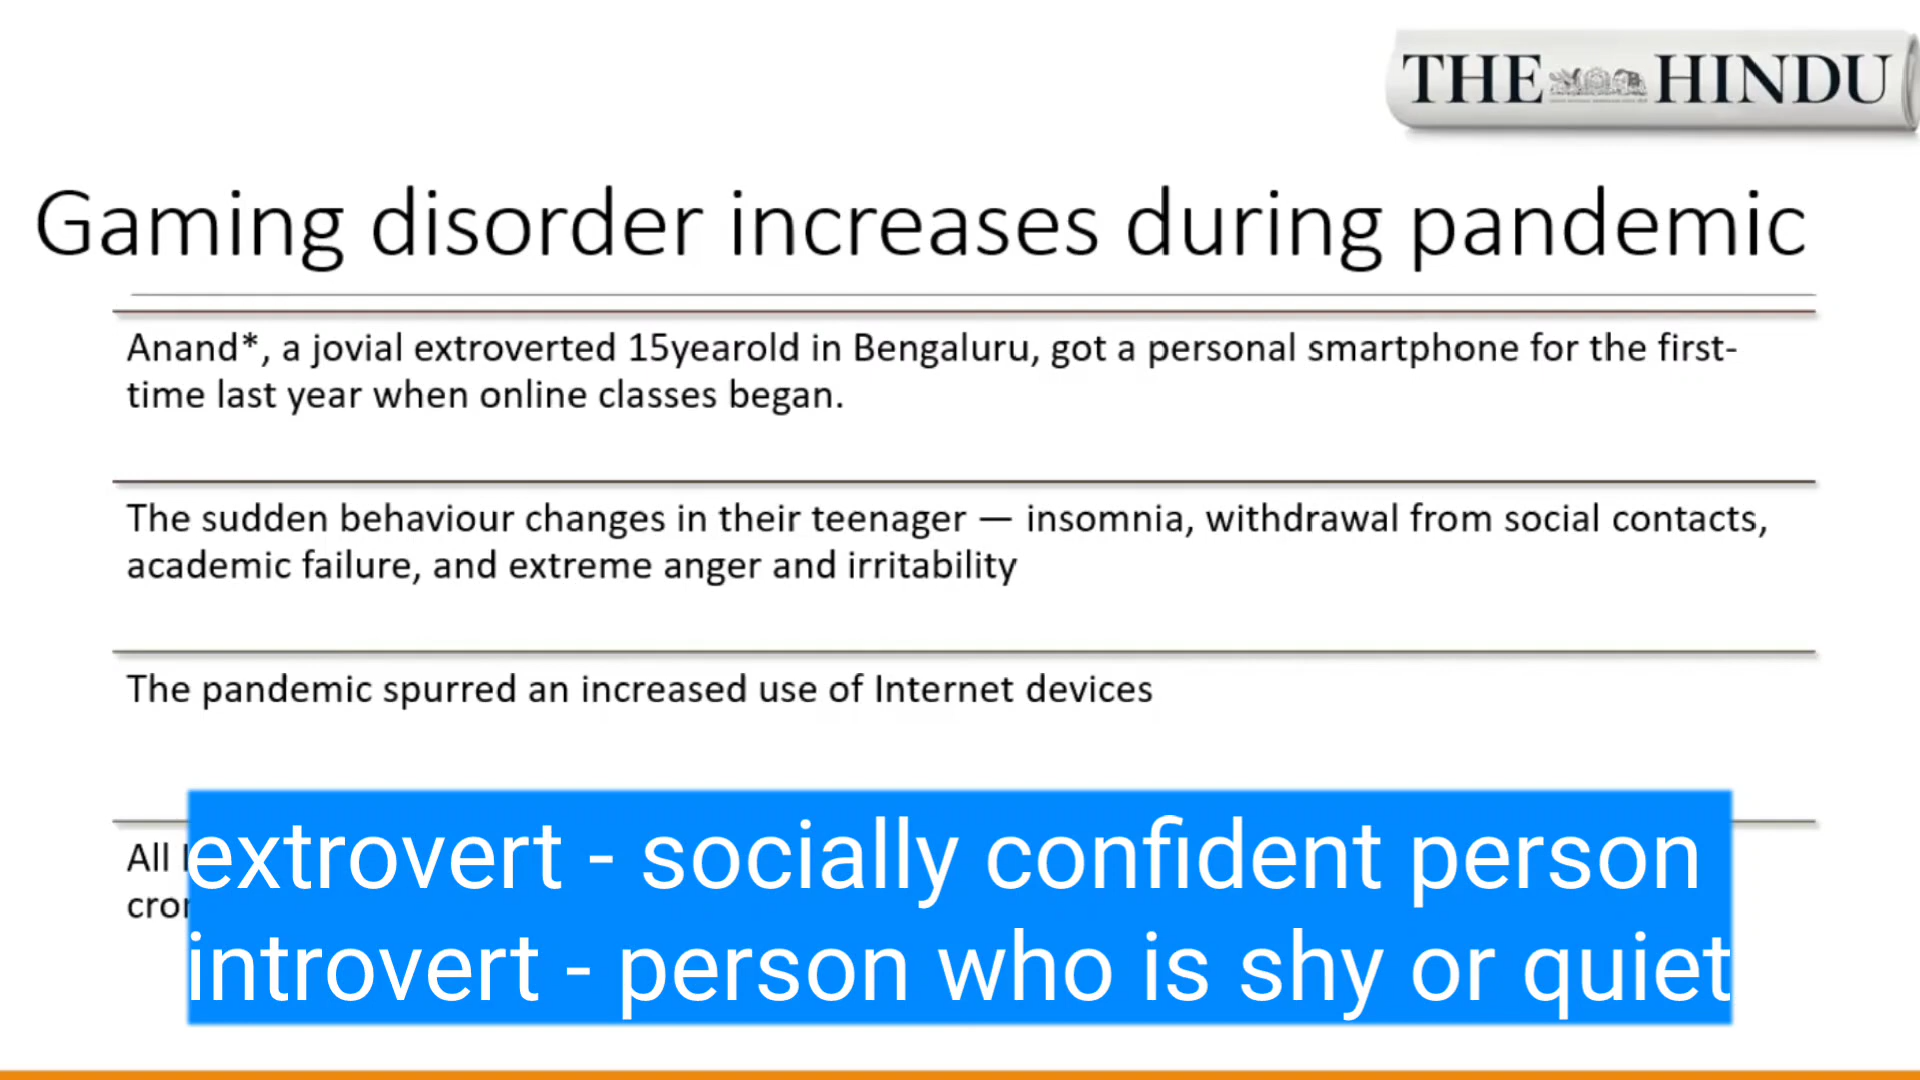 THE HINDU
Gaming disorder increases during pandemic
Anand*, a jovial extroverted 15yearold in Bengaluru, got a personal smartphone for the first-
time last year when online classes began.
The sudden behaviour changes in their teenager — insomnia, withdrawal from social contacts,
academic failure, and extreme anger and irritability
The pandemic spurred an increased use of Internet devices
All
extrovert - socially confident person
introvert - person who is shy or quiet